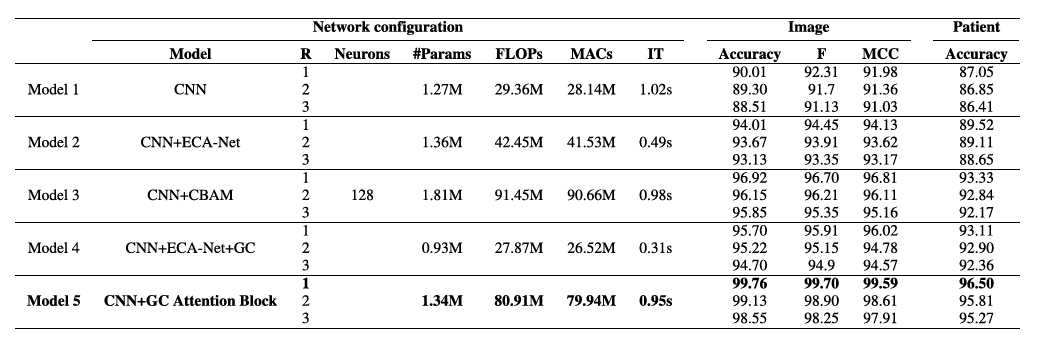 Network configuration Image Patient
Model R Neurons #Params FLOPs MACs IT Accuracy F MCC Accuracy
1 90.01 92.31 91.98 87.05
Model 1 CNN 2 1.27M 29.36M 28.14M 1.02s 89.30 91.7 91.36 86.85
3 88.51 91.13 91.03 86.41
1 94.01 94.45 94.13 89.52
Model 2 CNN+ECA-Net 2 1.36M 42.45M 41.53M 0.49s 93.67 93.91 93.62 89.11
3 93.13 93.35 93.17 88.65
1 96.92 96.70 96.81 93.33
Model 3 CNN+CBAM 2 128 1.81M 91.45M 90.66M 0.98s 96.15 96.21 96.11 92.84
3 95.85 95.35 95.16 92.17
1 95.70 95.91 96.02 93.11
Model 4 CNN+ECA-Net+GC 2 0.93M 27.87M 26.52M 0.31s 95.22 95.15 94.78 92.90
3 94.70 94.9 94.57 92.36
1 99.76 99.70 99.59 96.50
Model 5 CNN+GC Attention Block 2 1.34M 80.91M 79.94M 0.95s 99.13 98.90 98.61 95.81
3 98.55 98.25 97.91 95.27